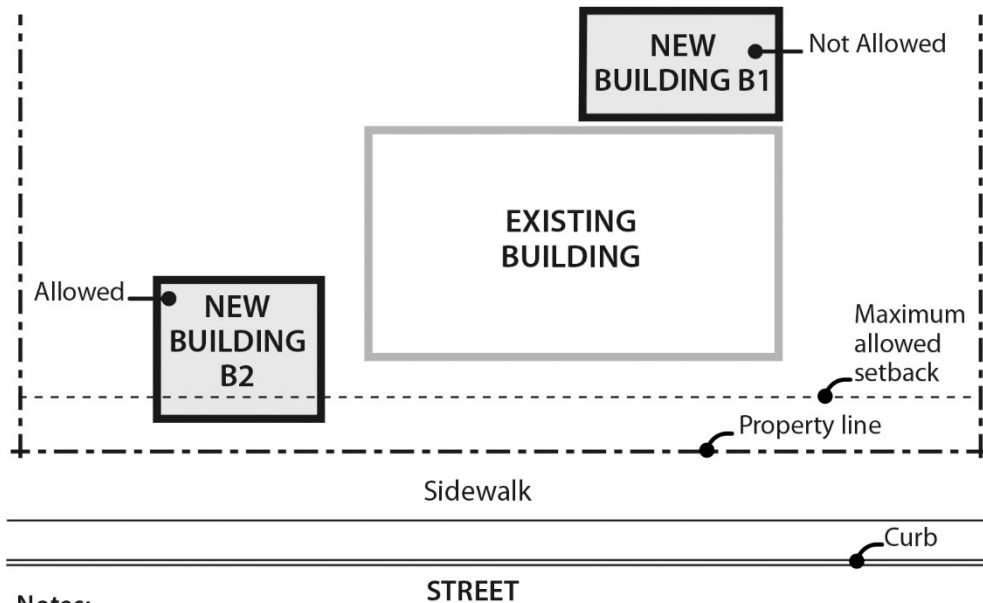 NEW
BUILDING B1
Not Allowed
EXISTING
BUILDING
Allowed
NEW
BUILDING
B2
Maximum
allowed
setback
Property line
Sidewalk
Curb
STREET
Notes: